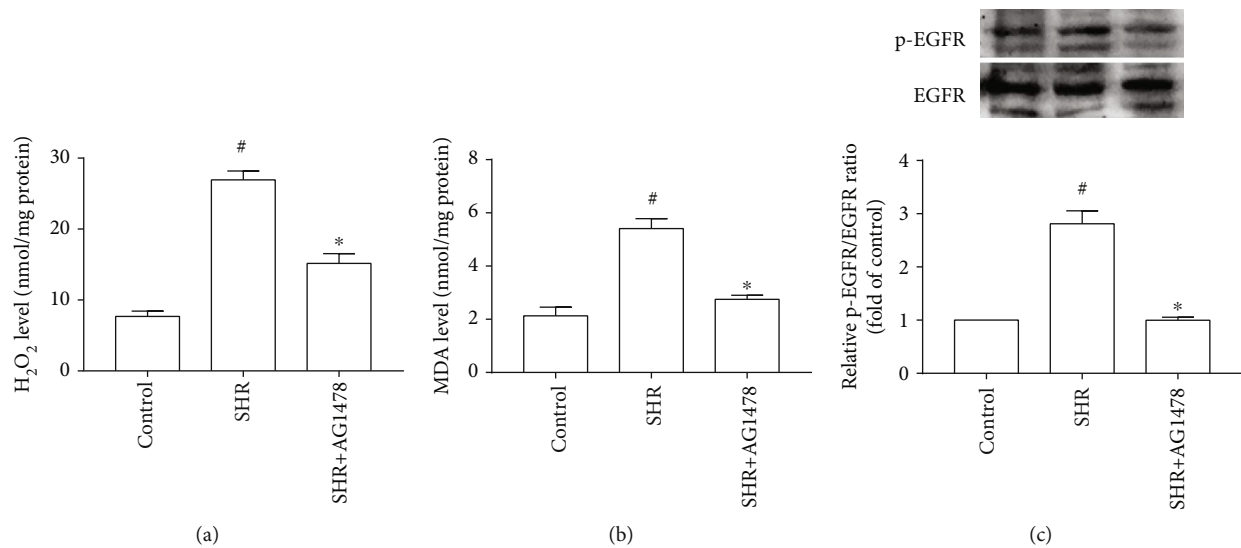 p-EGFR
EGFR
H₂O₂ level (nmol/mg protein)
30
20
10
0
#
*
Control
SHR
SHR+AG1478
(a)
MDA level (nmol/mg protein)
8
6
4
2
0
#
*
Control
SHR
SHR+AG1478
(b)
Relative p-EGFR/EGFR ratio
(fold of control)
4
3
2
1
0
#
*
Control
SHR
SHR+AG1478
(c)